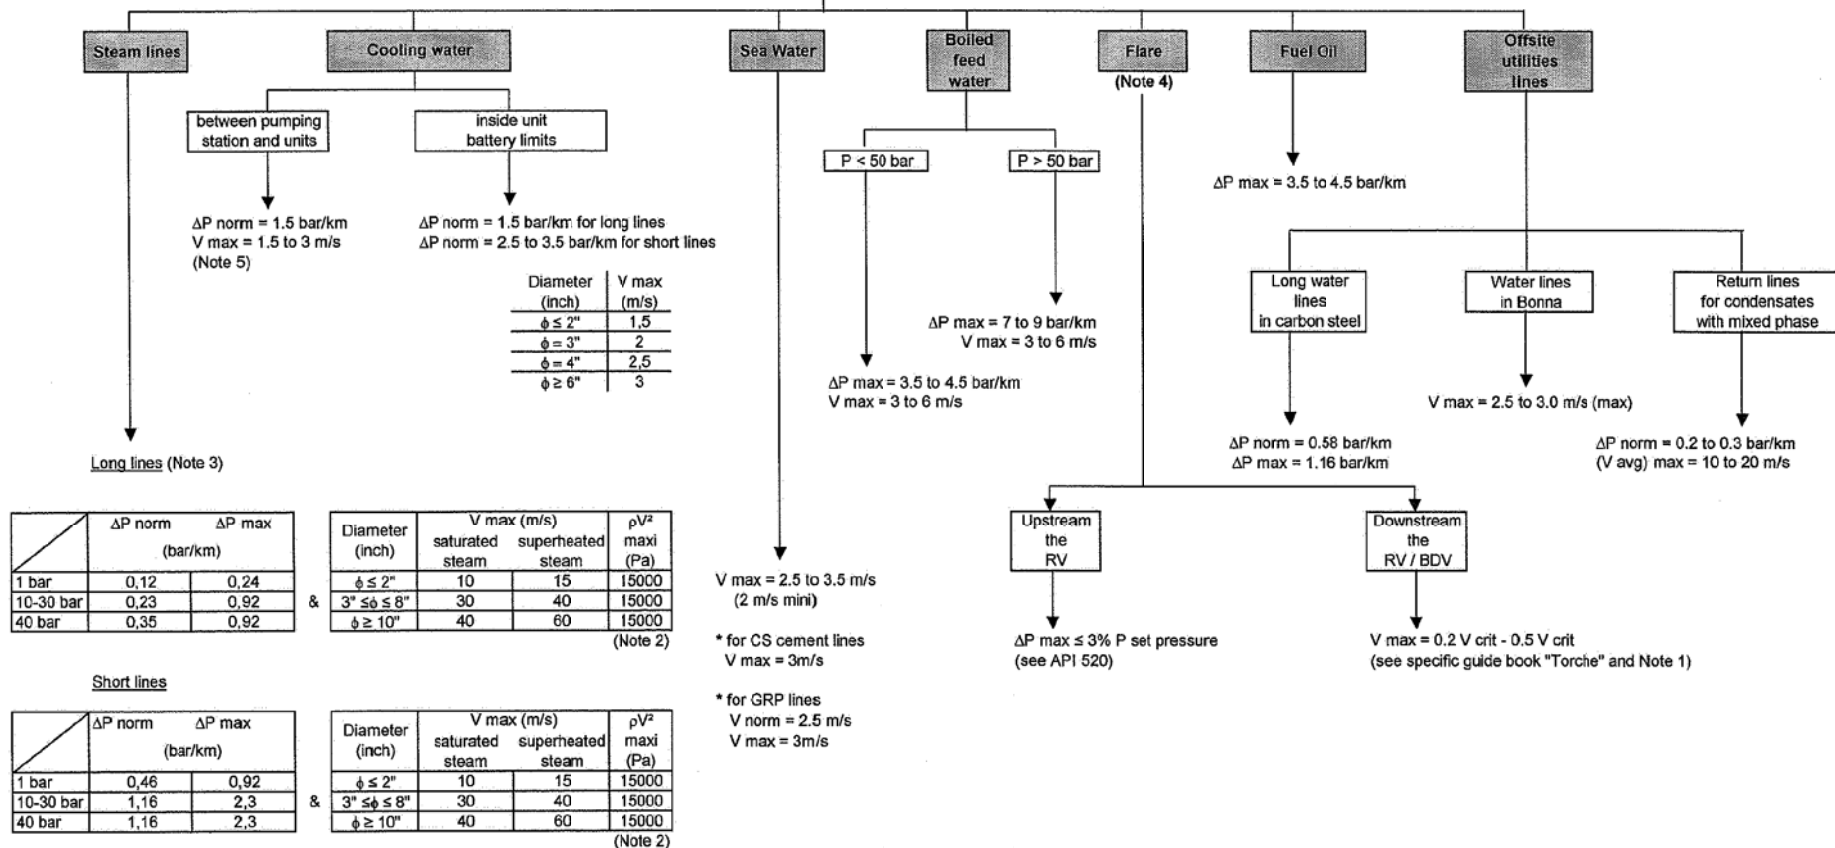 Steam lines
Cooling water
Sea Water
Boiled
feed
water
Flare
(Note 4)
Fuel Oil
Offsite
utilities
lines
between pumping
station and units
inside unit
battery limits
P < 50 bar
P > 50 bar
ΔP max = 3.5 to 4.5 bar/km
ΔP norm = 1.5 bar/km
V max = 1.5 to 3 m/s
(Note 5)
ΔP norm = 1.5 bar/km for long lines
ΔP norm = 2.5 to 3.5 bar/km for short lines
Diameter (inch) V max (m/s)
ϕ ≤ 2" 1,5
ϕ = 3" 2
ϕ = 4" 2,5
ϕ ≥ 6" 3
ΔP max = 7 to 9 bar/km
V max = 3 to 6 m/s
ΔP max = 3.5 to 4.5 bar/km
V max = 3 to 6 m/s
Long water
lines
in carbon steel
Water lines
in Bonna
Return lines
for condensates
with mixed phase
V max = 2.5 to 3.0 m/s (max)
ΔP norm = 0.58 bar/km
ΔP max = 1.16 bar/km
ΔP norm = 0.2 to 0.3 bar/km
(V avg) max = 10 to 20 m/s
Long lines (Note 3)
ΔP norm ΔP max
(bar/km)
1 bar 0,12 0,24
10-30 bar 0,23 0,92
40 bar 0,35 0,92
&
Diameter (inch) V max (m/s) ρV² maxi (Pa)
saturated steam superheated steam
ϕ ≤ 2" 10 15 15000
3" ≤ϕ ≤ 8" 30 40 15000
ϕ ≥ 10" 40 60 15000
(Note 2)
V max = 2.5 to 3.5 m/s
(2 m/s mini)
* for CS cement lines
V max = 3m/s
* for GRP lines
V norm = 2.5 m/s
V max = 3m/s
Upstream
the
RV
Downstream
the
RV / BDV
ΔP max ≤ 3% P set pressure
(see API 520)
V max = 0.2 V crit - 0.5 V crit
(see specific guide book "Torche" and Note 1)
Short lines
ΔP norm ΔP max
(bar/km)
1 bar 0,46 0,92
10-30 bar 1,16 2,3
40 bar 1,16 2,3
&
Diameter (inch) V max (m/s) ρV² maxi (Pa)
saturated steam superheated steam
ϕ ≤ 2" 10 15 15000
3" ≤ϕ ≤ 8" 30 40 15000
ϕ ≥ 10" 40 60 15000
(Note 2)